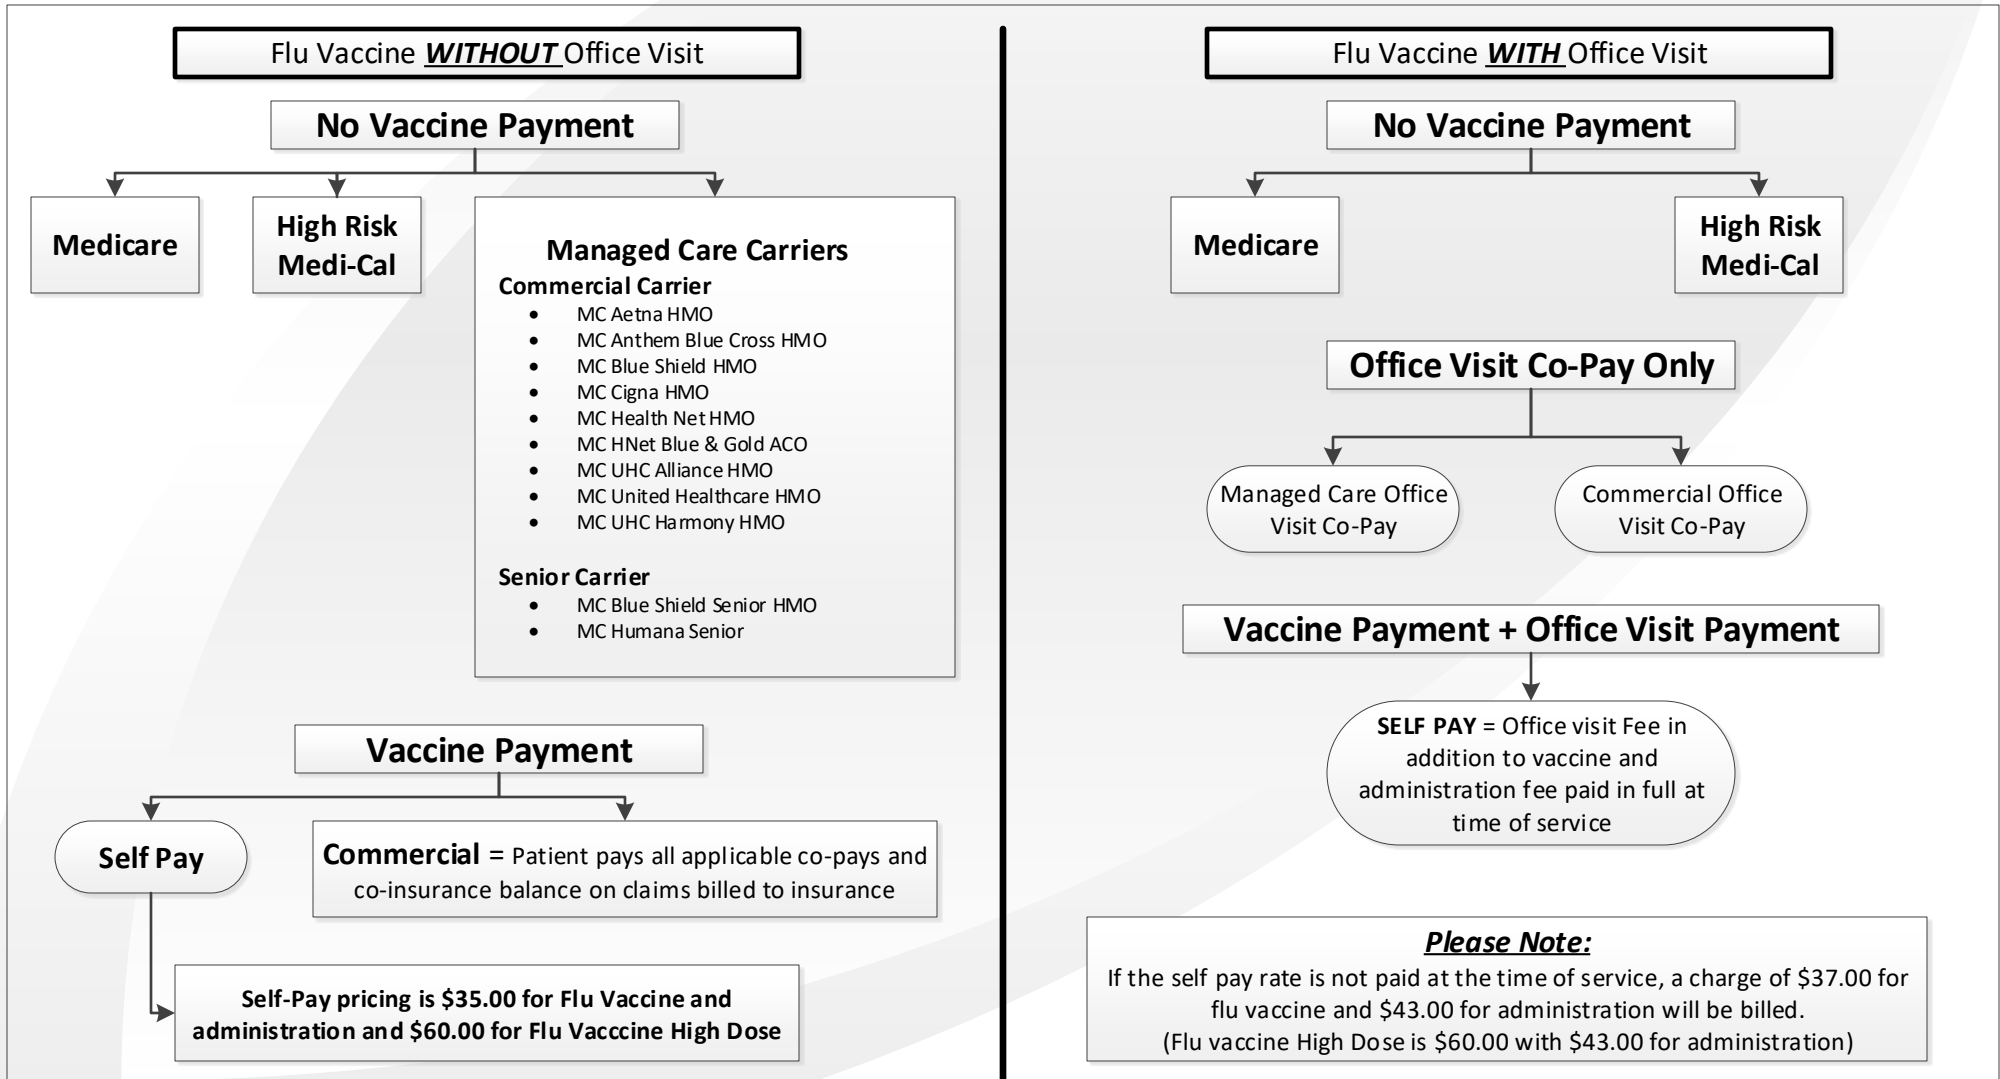 Flu Vaccine WITHOUT Office Visit
No Vaccine Payment
Medicare
High Risk
Medi-Cal
Managed Care Carriers
Commercial Carrier
• MC Aetna HMO
• MC Anthem Blue Cross HMO
• MC Blue Shield HMO
• MC Cigna HMO
• MC Health Net HMO
• MC HNet Blue & Gold ACO
• MC UHC Alliance HMO
• MC United Healthcare HMO
• MC UHC Harmony HMO
Senior Carrier
• MC Blue Shield Senior HMO
• MC Humana Senior
Vaccine Payment
Self Pay
Commercial = Patient pays all applicable co-pays and
co-insurance balance on claims billed to insurance
Self-Pay pricing is $35.00 for Flu Vaccine and
administration and $60.00 for Flu Vacccine High Dose
Flu Vaccine WITH Office Visit
No Vaccine Payment
Medicare
High Risk
Medi-Cal
Office Visit Co-Pay Only
Managed Care Office
Visit Co-Pay
Commercial Office
Visit Co-Pay
Vaccine Payment + Office Visit Payment
SELF PAY = Office visit Fee in
addition to vaccine and
administration fee paid in full at
time of service
Please Note:
If the self pay rate is not paid at the time of service, a charge of $37.00 for
flu vaccine and $43.00 for administration will be billed.
(Flu vaccine High Dose is $60.00 with $43.00 for administration)